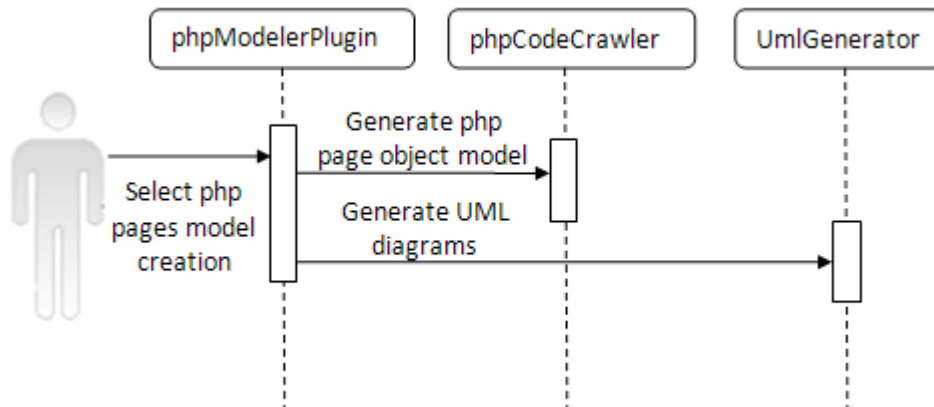 phpModelerPlugin
phpCodeCrawler
UmlGenerator
Generate php
page object model
Select php
pages model
creation
Generate UML
diagrams